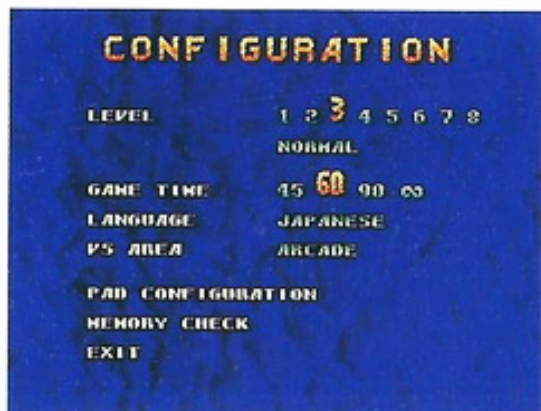 CONFIGURATION
LEVEL 1 2 3 4 5 6 7 8
NORMAL
GAME TIME 45 60 90 ∞
LANGUAGE JAPANESE
VS AREA ARCADE
PAD CONFIGURATION
MEMORY CHECK
EXIT